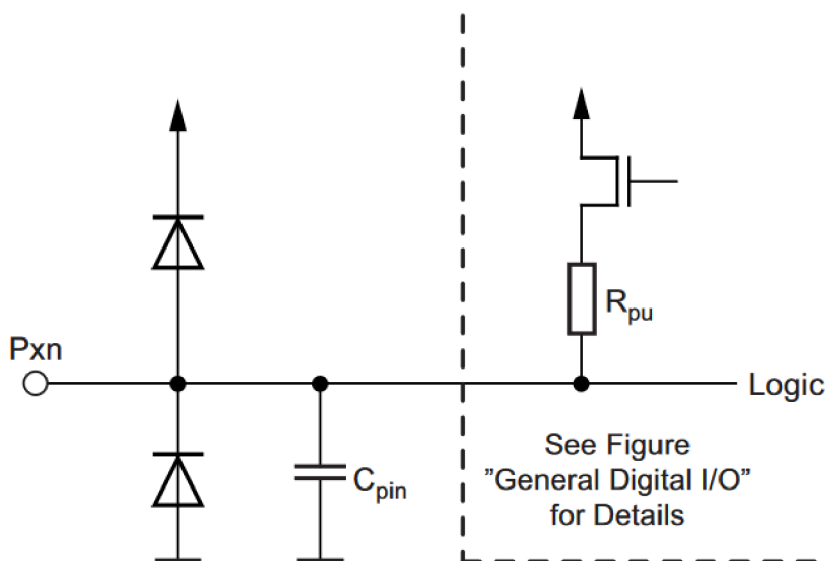 Pxn
Rpu
Logic
Cpin
See Figure
”General Digital I/O”
for Details